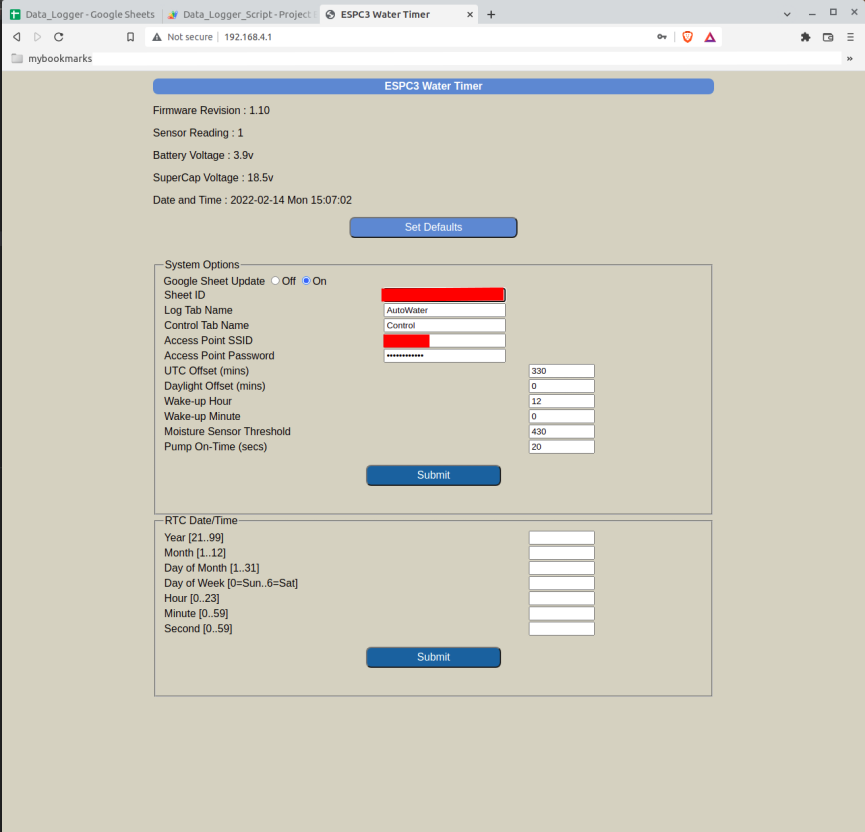 Data_Logger - Google Sheets
Data_Logger_Script - Project
ESPC3 Water Timer
Not secure | 192.168.4.1
mybookmarks
ESPC3 Water Timer
Firmware Revision : 1.10
Sensor Reading : 1
Battery Voltage : 3.9v
SuperCap Voltage : 18.5v
Date and Time : 2022-02-14 Mon 15:07:02
Set Defaults
System Options
Google Sheet Update Off On
Sheet ID
Log Tab Name AutoWater
Control Tab Name Control
Access Point SSID
Access Point Password ••••••••••••
UTC Offset (mins) 330
Daylight Offset (mins) 0
Wake-up Hour 12
Wake-up Minute 0
Moisture Sensor Threshold 430
Pump On-Time (secs) 20
Submit
RTC Date/Time
Year [21..99]
Month [1..12]
Day of Month [1..31]
Day of Week [0=Sun..6=Sat]
Hour [0..23]
Minute [0..59]
Second [0..59]
Submit